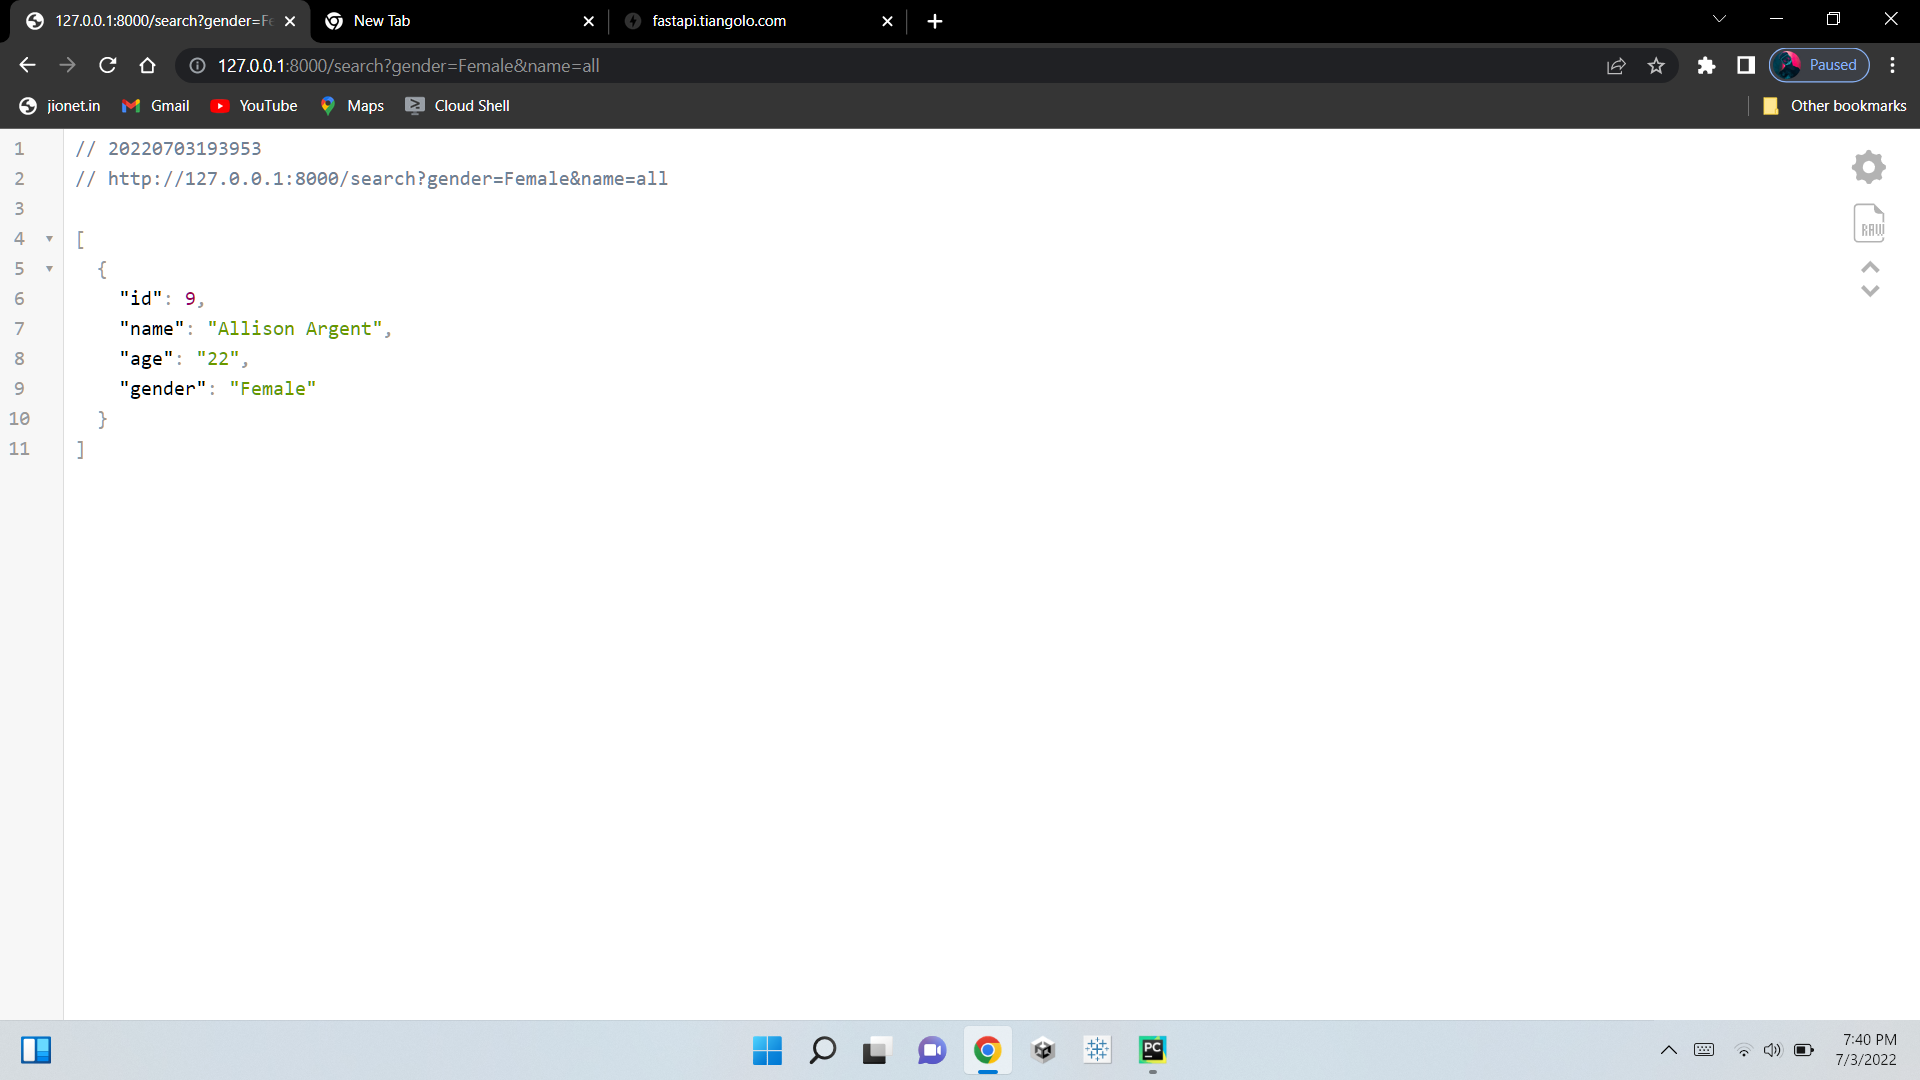 127.0.0.1:8000/search?gender=Fe
New Tab
fastapi.tiangolo.com
127.0.0.1:8000/search?gender=Female&name=all
Paused
jionet.in
Gmail
YouTube
Maps
Cloud Shell
Other bookmarks
1 // 20220703193953
2 // http://127.0.0.1:8000/search?gender=Female&name=all
3
4 [
5 {
6 "id": 9,
7 "name": "Allison Argent",
8 "age": "22",
9 "gender": "Female"
10 }
11 ]
RAW
PC
7:40 PM
7/3/2022